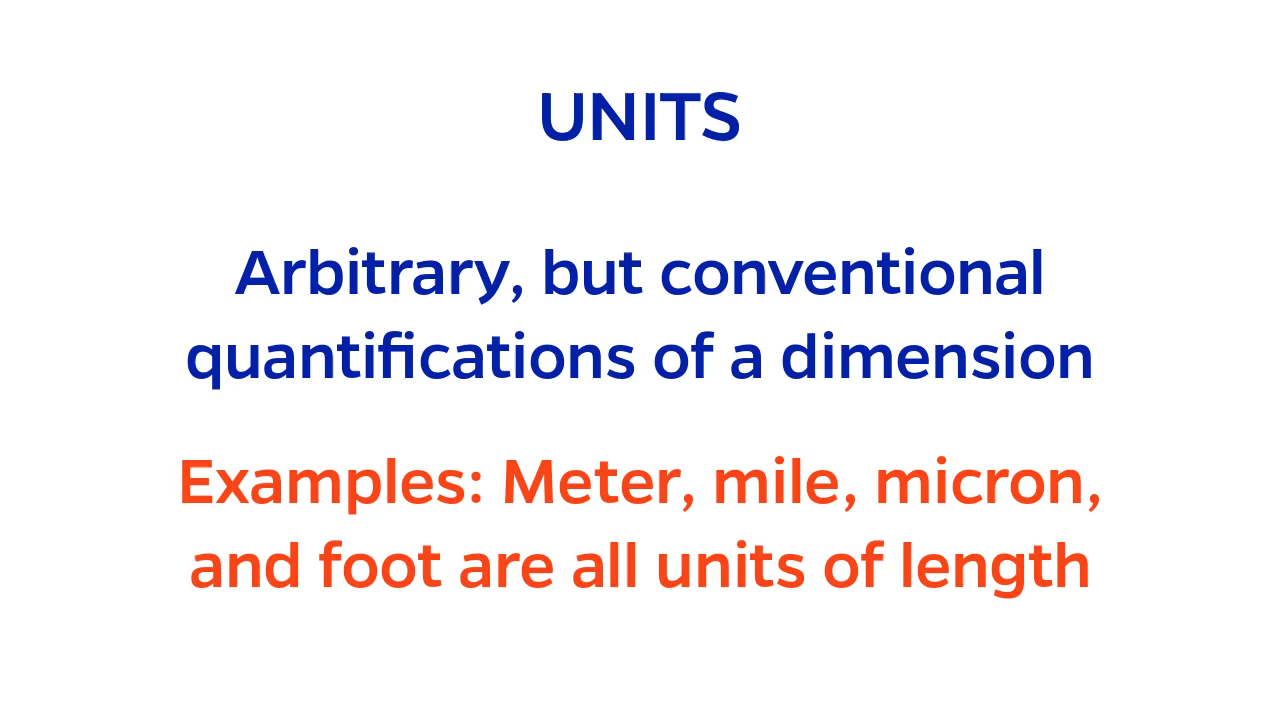 UNITS
Arbitrary, but conventional
quantifications of a dimension
Examples: Meter, mile, micron,
and foot are all units of length